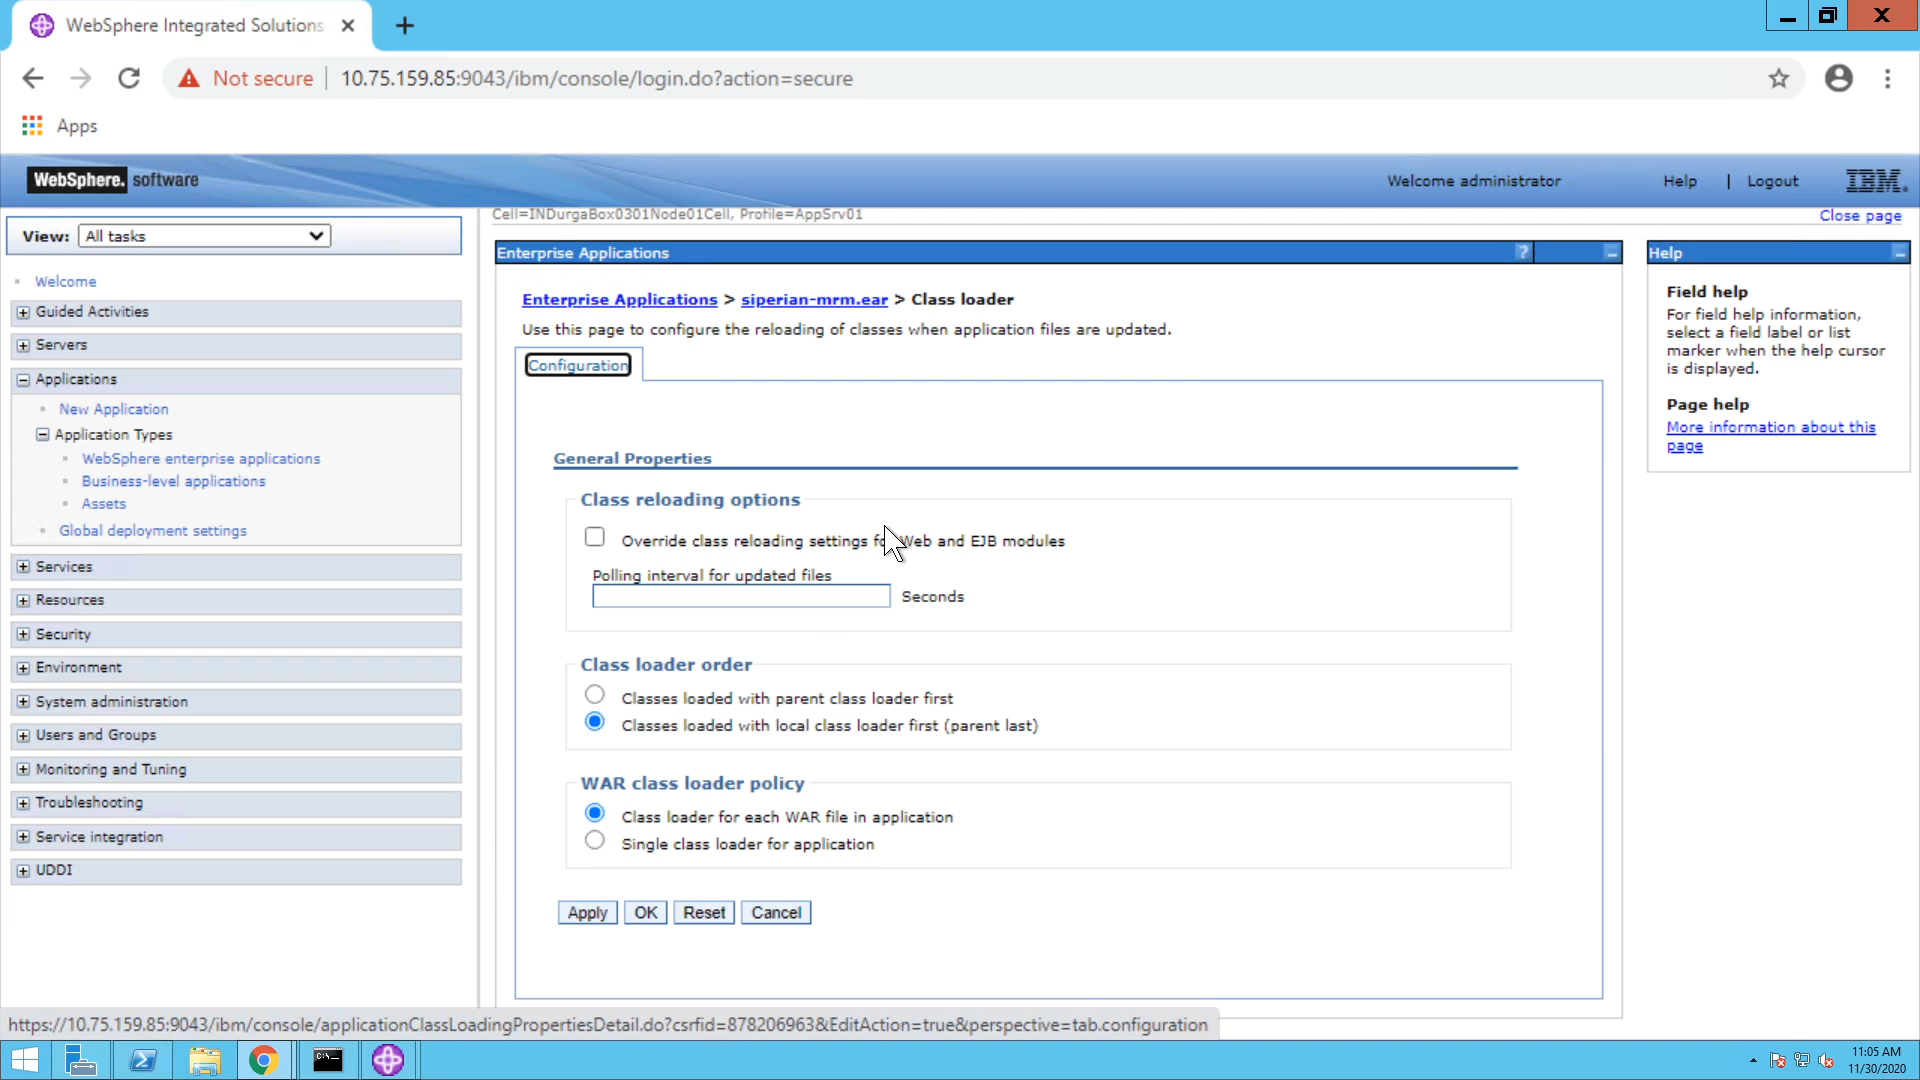 WebSphere Integrated Solutions
Not secure
10.75.159.85:9043/ibm/console/login.do?action=secure
Apps
WebSphere. software
Welcome administrator
Help
|
Logout
IBM.
View:
All tasks
Cell=INDurgaBox0301Node01Cell, Profile=AppSrv01
Close page
Welcome
Guided Activities
Servers
Applications
New Application
Application Types
WebSphere enterprise applications
Business-level applications
Assets
Global deployment settings
Services
Resources
Security
Environment
System administration
Users and Groups
Monitoring and Tuning
Troubleshooting
Service integration
UDDI
Enterprise Applications
?
Enterprise Applications > siperian-mrm.ear > Class loader
Use this page to configure the reloading of classes when application files are updated.
Configuration
General Properties
Class reloading options
Override class reloading settings for Web and EJB modules
Polling interval for updated files
Seconds
Class loader order
Classes loaded with parent class loader first
Classes loaded with local class loader first (parent last)
WAR class loader policy
Class loader for each WAR file in application
Single class loader for application
Apply
OK
Reset
Cancel
Help
Field help
For field help information,
select a field label or list
marker when the help cursor
is displayed.
Page help
More information about this
page
https://10.75.159.85:9043/ibm/console/applicationClassLoadingPropertiesDetail.do?csrfid=878206963&EditAction=true&perspective=tab.configuration
11:05 AM
11/30/2020